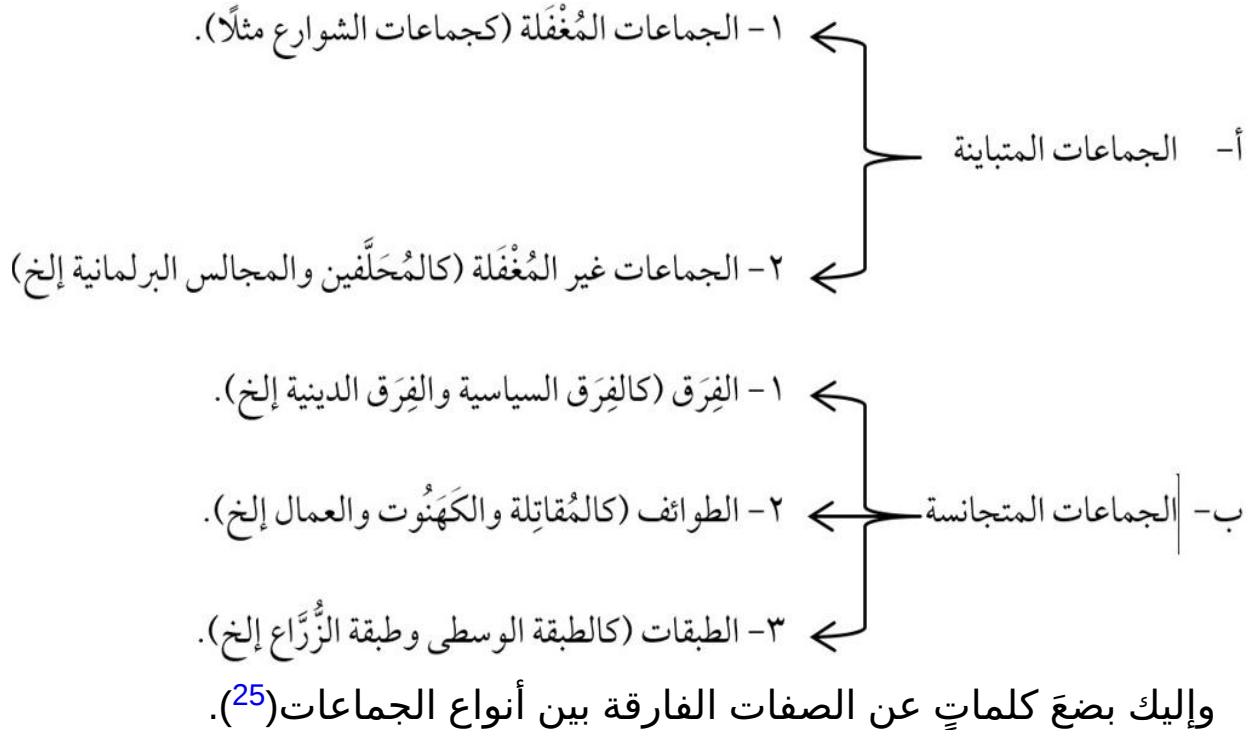 ١- الجماعات المُغْفَلة (كجماعات الشوارع مثلًا).
أ- الجماعات المتباينة
٢- الجماعات غير المُغْفَلة (كالمُحَلَّفين والمجالس البرلمانية إلخ)
١- الفِرَق (كالفِرَق السياسية والفِرَق الدينية إلخ).
ب- الجماعات المتجانسة ٢- الطوائف (كالمُقاتِلة والكَهَنُوت والعمال إلخ).
٣- الطبقات (كالطبقة الوسطى وطبقة الزُّرَّاع إلخ).
وإليك بضعَ كلماتٍ عن الصفات الفارقة بين أنواع الجماعات(25).